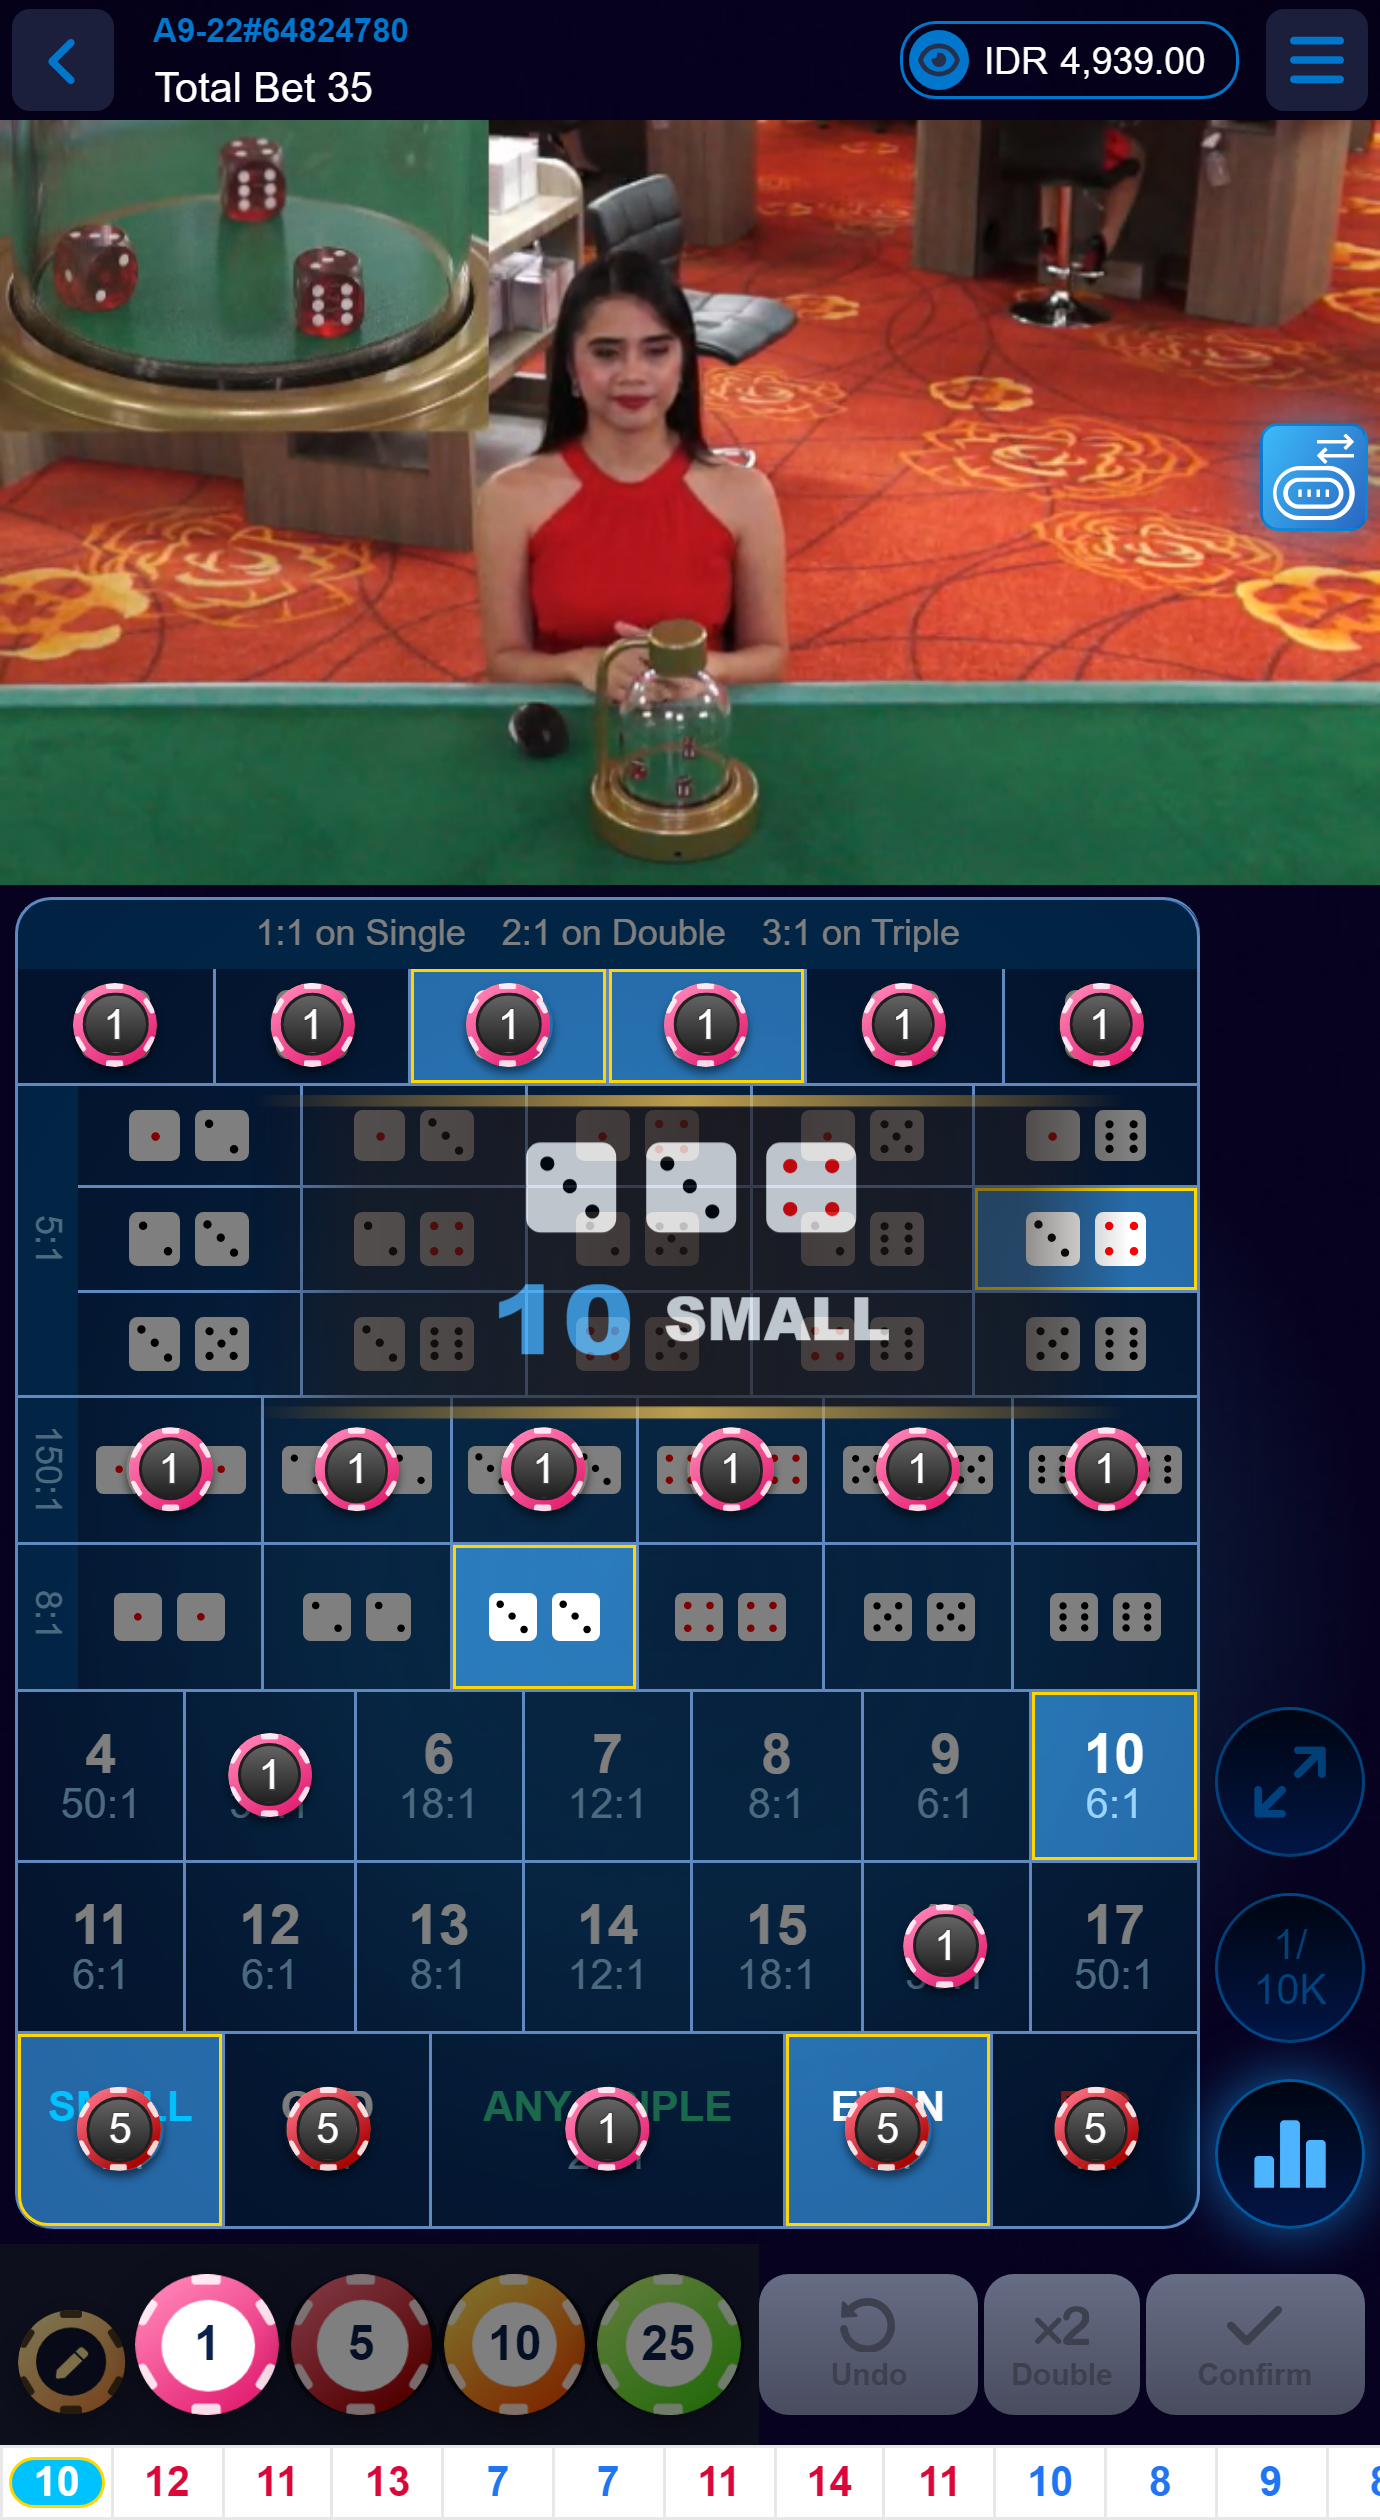 A9-22#64824780
Total Bet 35
IDR 4,939.00
1:1 on Single 2:1 on Double 3:1 on Triple
1 1 1 1 1 1
5:1
10 SMALL
150:1
1 1 1 1 1 1
8:1
4 1 6 7 8 9 10
50:1 18:1 12:1 8:1 6:1 6:1
11 12 13 14 15 1 17
6:1 6:1 8:1 12:1 18:1 50:1
5 5 1 5 5
1/
10K
1 5 10 25
x2
Undo Double Confirm
10 12 11 13 7 7 11 14 11 10 8 9 8